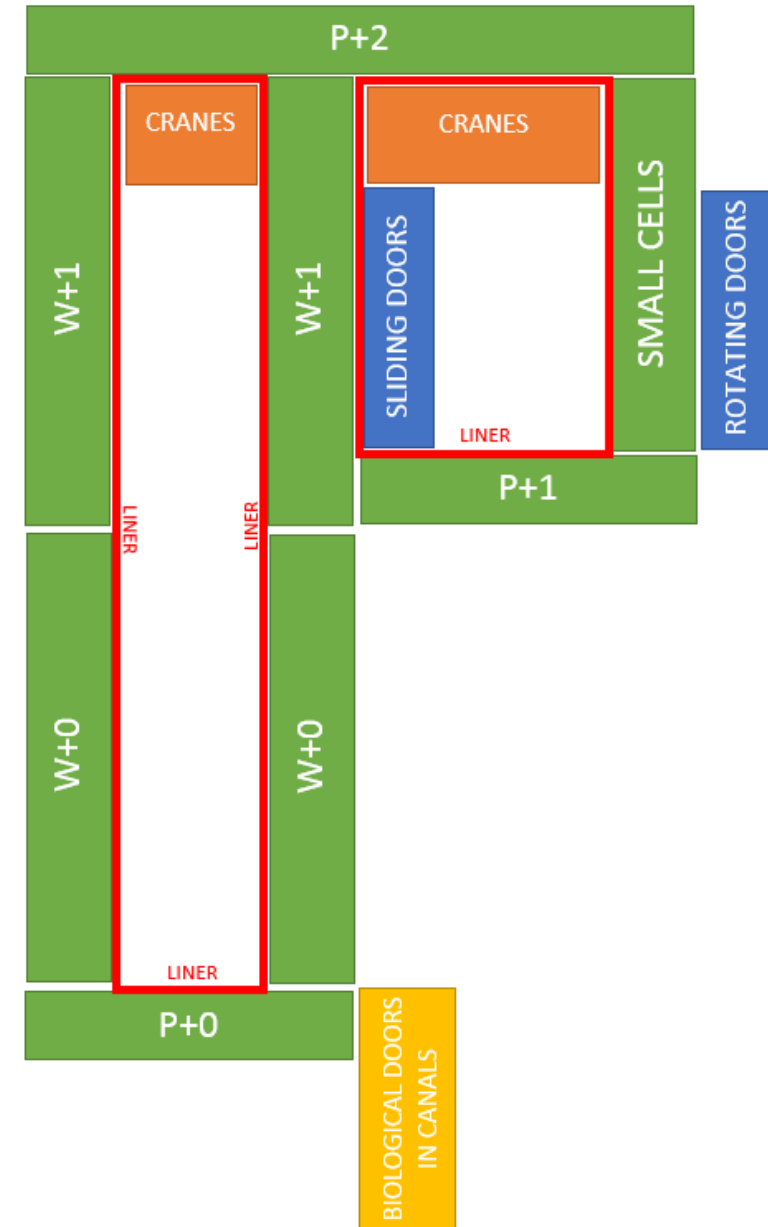 P+2
W+1
CRANES
W+1
CRANES
SLIDING DOORS
SMALL CELLS
ROTATING DOORS
LINER
P+1
LINER
LINER
W+0
W+0
LINER
P+0
BIOLOGICAL DOORS
IN CANALS